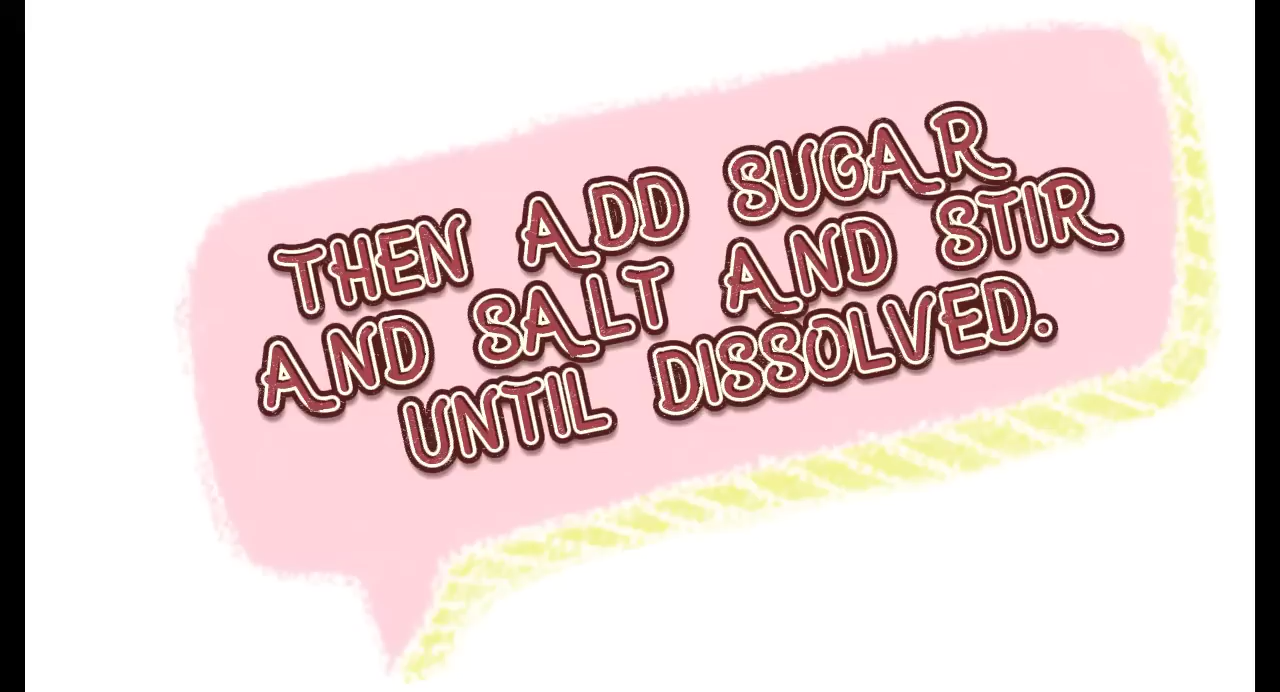 THEN ADD SUGAR
AND SALT AND STIR
UNTIL DISSOLVED.